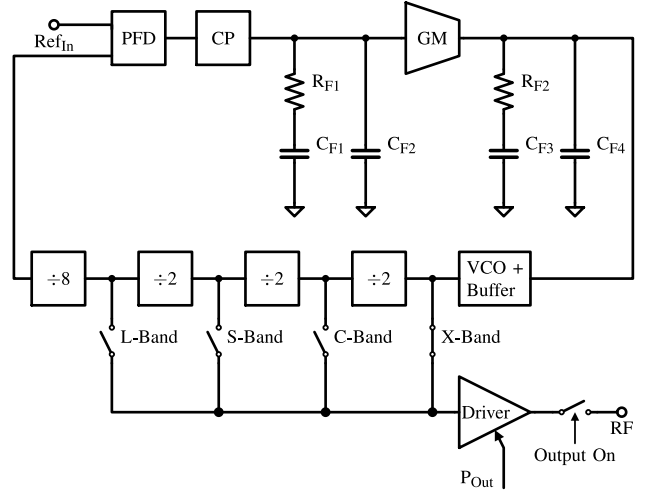 Ref_In
PFD
CP
GM
R_F1
C_F1
C_F2
R_F2
C_F3
C_F4
÷8
÷2
÷2
÷2
VCO +
Buffer
L-Band
S-Band
C-Band
X-Band
Driver
RF
Output On
P_Out